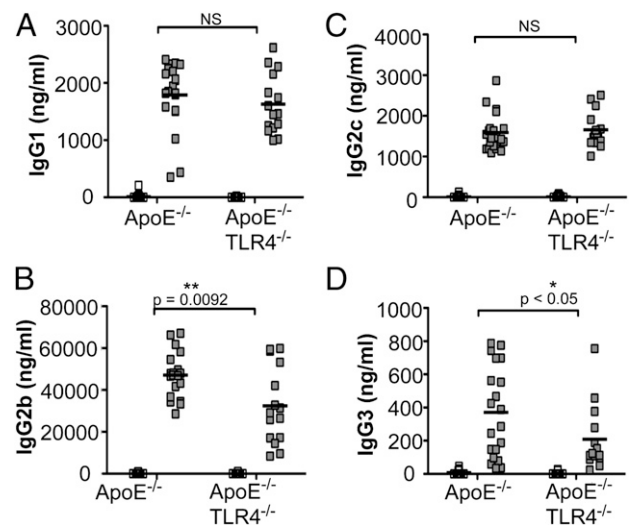 A
NS
IgG1 (ng/ml)
3000
2000
1000
0
ApoE-/-
ApoE-/-
TLR4-/-
C
NS
IgG2c (ng/ml)
4000
3000
2000
1000
0
ApoE-/-
ApoE-/-
TLR4-/-
B
**
p = 0.0092
IgG2b (ng/ml)
80000
60000
40000
20000
0
ApoE-/-
ApoE-/-
TLR4-/-
D
*
p < 0.05
IgG3 (ng/ml)
1000
800
600
400
200
0
ApoE-/-
ApoE-/-
TLR4-/-